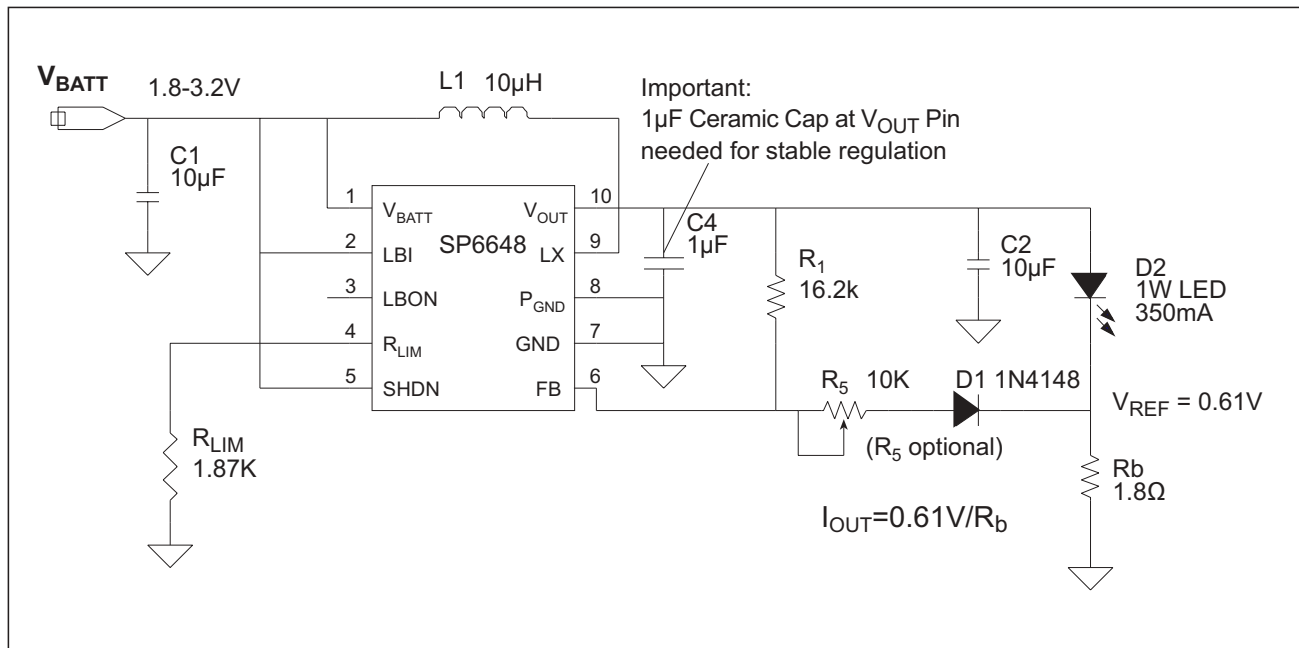 V_BATT
1.8-3.2V
L1 10µH
Important:
1µF Ceramic Cap at V_OUT Pin
needed for stable regulation
C1
10µF
1
V_BATT
V_OUT
10
2
LBI
SP6648
LX
9
3
LBON
P_GND
8
4
R_LIM
GND
7
5
SHDN
FB
6
C4
1µF
R_1
16.2k
C2
10µF
D2
1W LED
350mA
R_5 10K
D1 1N4148
(R_5 optional)
V_REF = 0.61V
R_LIM
1.87K
Rb
1.8Ω
I_OUT=0.61V/R_b